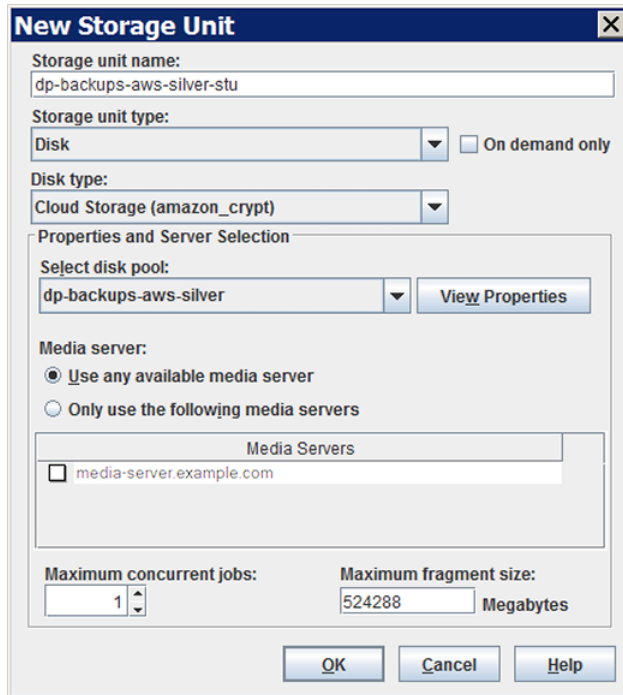 New Storage Unit
Storage unit name:
dp-backups-aws-silver-stu
Storage unit type:
Disk
On demand only
Disk type:
Cloud Storage (amazon_crypt)
Properties and Server Selection
Select disk pool:
dp-backups-aws-silver
View Properties
Media server:
Use any available media server
Only use the following media servers
Media Servers
media-server.example.com
Maximum concurrent jobs: Maximum fragment size:
1 524288 Megabytes
OK Cancel Help